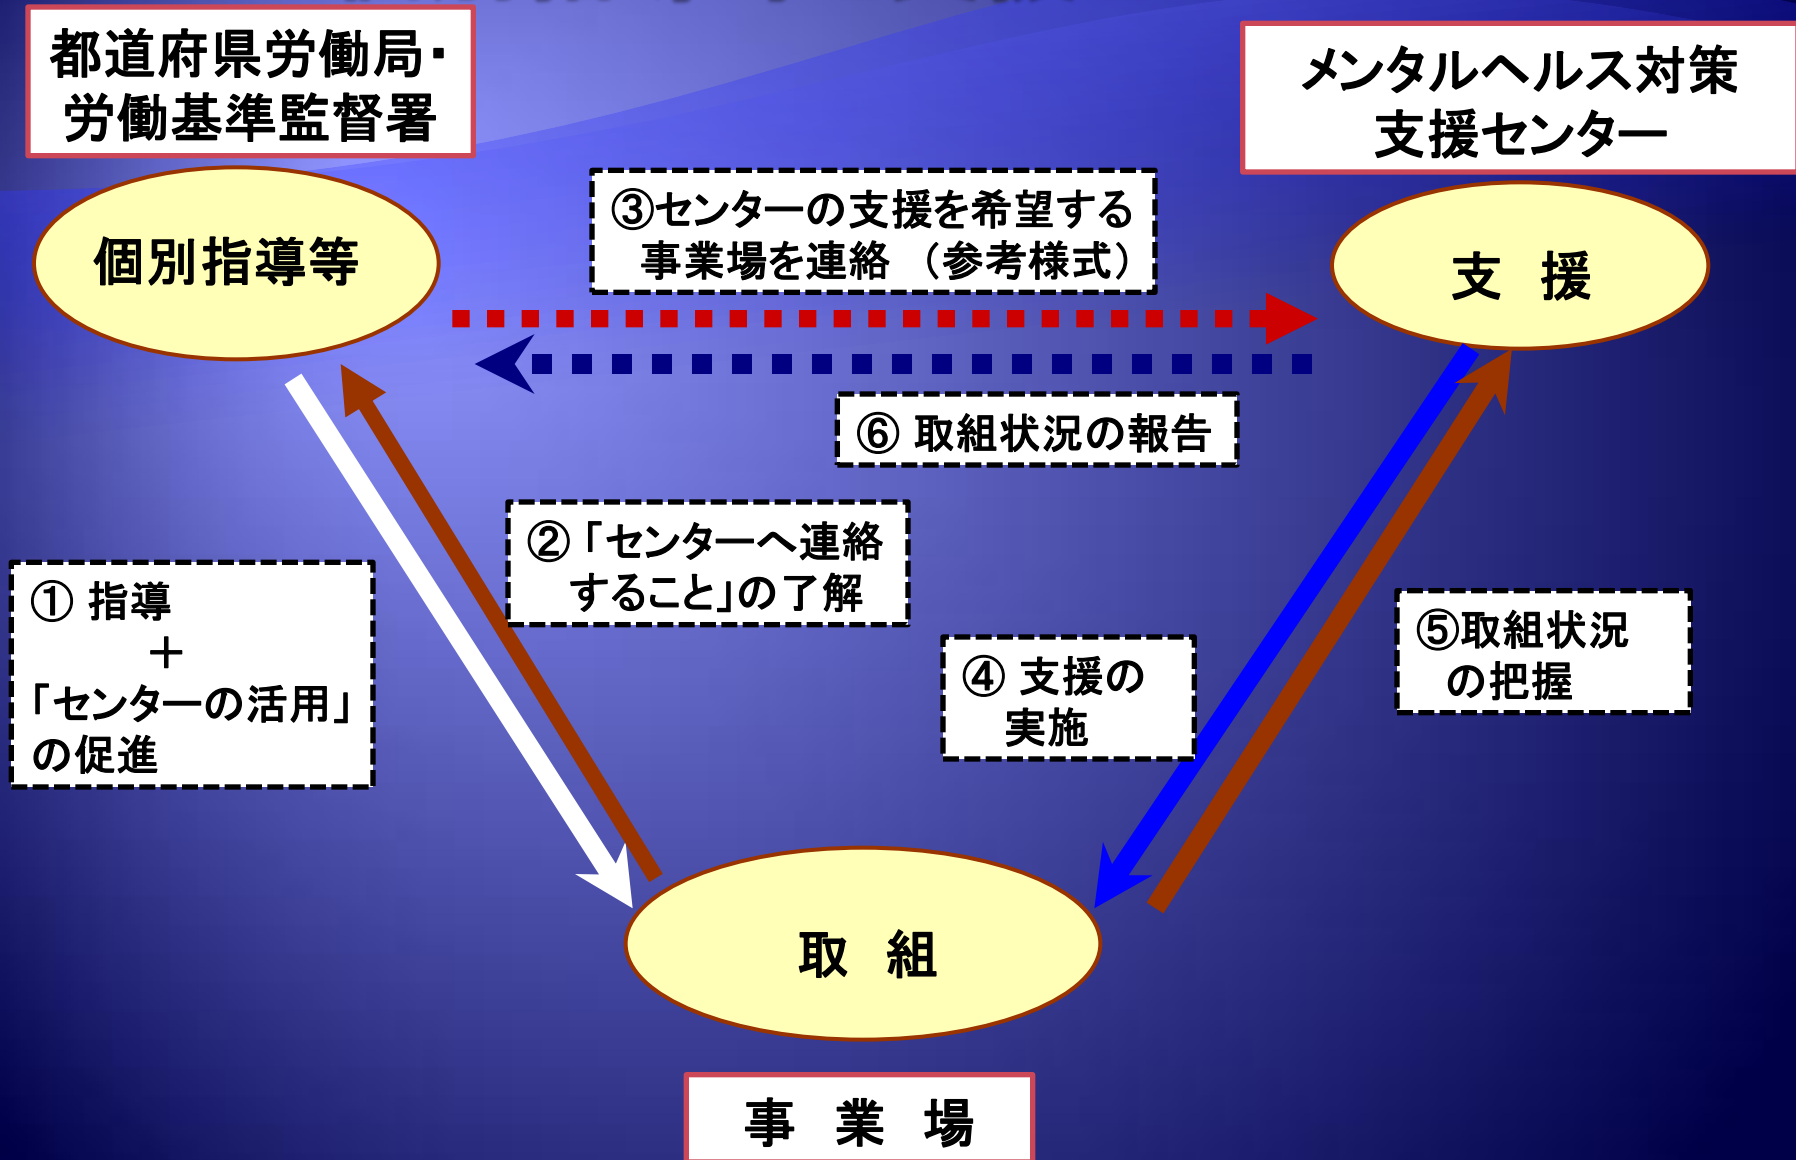 都道府県労働局・
労働基準監督署
メンタルヘルス対策
支援センター
個別指導等
③センターの支援を希望する
事業場を連絡 （参考様式）
支 援
⑥ 取組状況の報告
②「センターへ連絡
すること」の了解
① 指導
＋
「センターの活用」
の促進
④ 支援の
実施
⑤取組状況
の把握
取 組
事 業 場